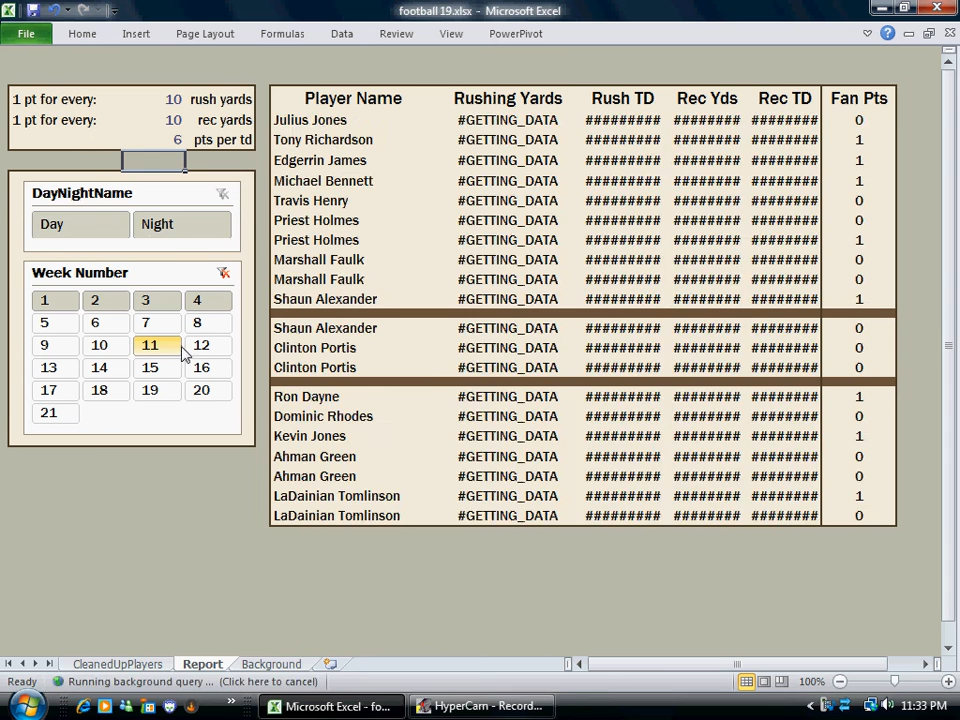 football 19.xlsx - Microsoft Excel
File Home Insert Page Layout Formulas Data Review View PowerPivot
1 pt for every: 10 rush yards
1 pt for every: 10 rec yards
6 pts per td
DayNightName
Day Night
Week Number
1 2 3 4
5 6 7 8
9 10 11 12
13 14 15 16
17 18 19 20
21
Player Name Rushing Yards Rush TD Rec Yds Rec TD Fan Pts
Julius Jones #GETTING_DATA ######### ######## ######## 0
Tony Richardson #GETTING_DATA ######### ######## ######## 1
Edgerrin James #GETTING_DATA ######### ######## ######## 1
Michael Bennett #GETTING_DATA ######### ######## ######## 1
Travis Henry #GETTING_DATA ######### ######## ######## 0
Priest Holmes #GETTING_DATA ######### ######## ######## 0
Priest Holmes #GETTING_DATA ######### ######## ######## 1
Marshall Faulk #GETTING_DATA ######### ######## ######## 0
Marshall Faulk #GETTING_DATA ######### ######## ######## 0
Shaun Alexander #GETTING_DATA ######### ######## ######## 1
Shaun Alexander #GETTING_DATA ######### ######## ######## 0
Clinton Portis #GETTING_DATA ######### ######## ######## 0
Clinton Portis #GETTING_DATA ######### ######## ######## 0
Ron Dayne #GETTING_DATA ######### ######## ######## 1
Dominic Rhodes #GETTING_DATA ######### ######## ######## 0
Kevin Jones #GETTING_DATA ######### ######## ######## 1
Ahman Green #GETTING_DATA ######### ######## ######## 0
Ahman Green #GETTING_DATA ######### ######## ######## 0
LaDainian Tomlinson #GETTING_DATA ######### ######## ######## 1
LaDainian Tomlinson #GETTING_DATA ######### ######## ######## 0
CleanedUpPlayers Report Background
Ready Running background query ... (Click here to cancel) 100%
Microsoft Excel - fo... HyperCam - Record... 11:33 PM